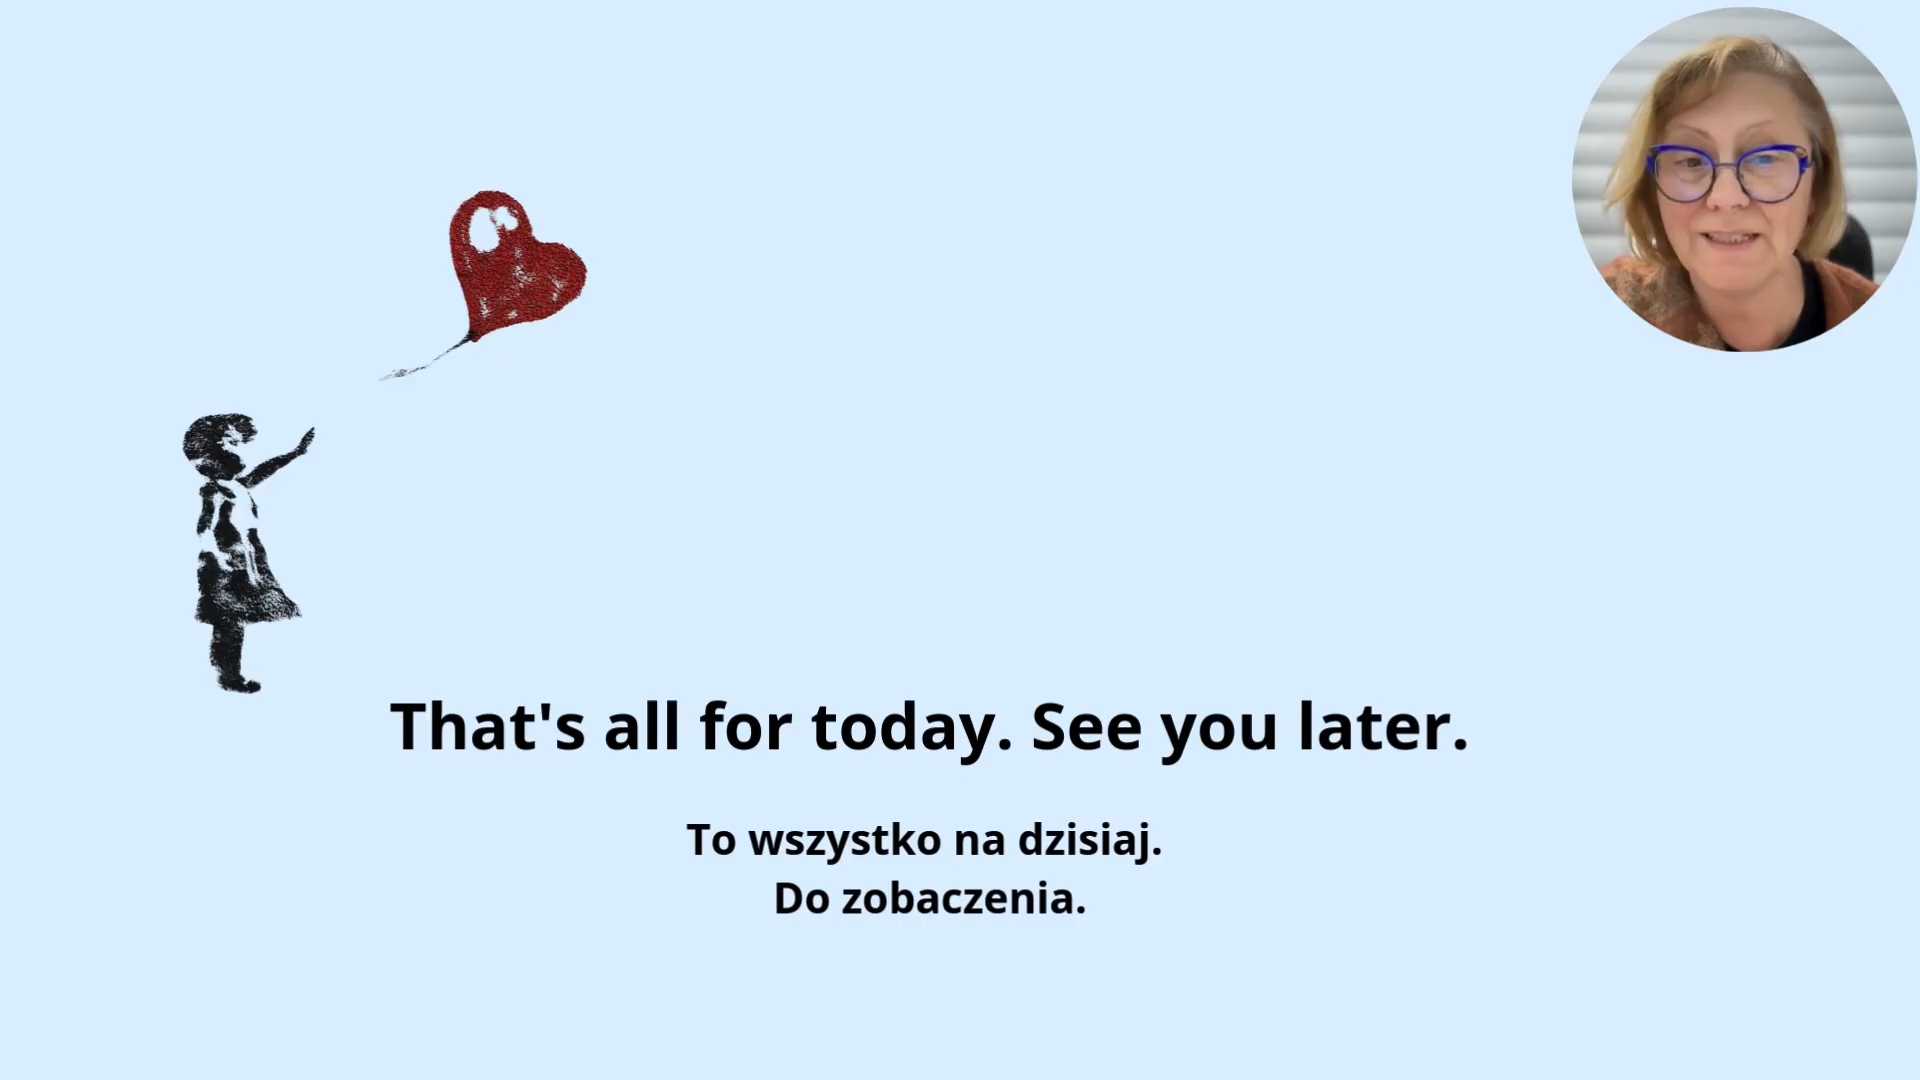 That's all for today. See you later.
To wszystko na dzisiaj.
Do zobaczenia.